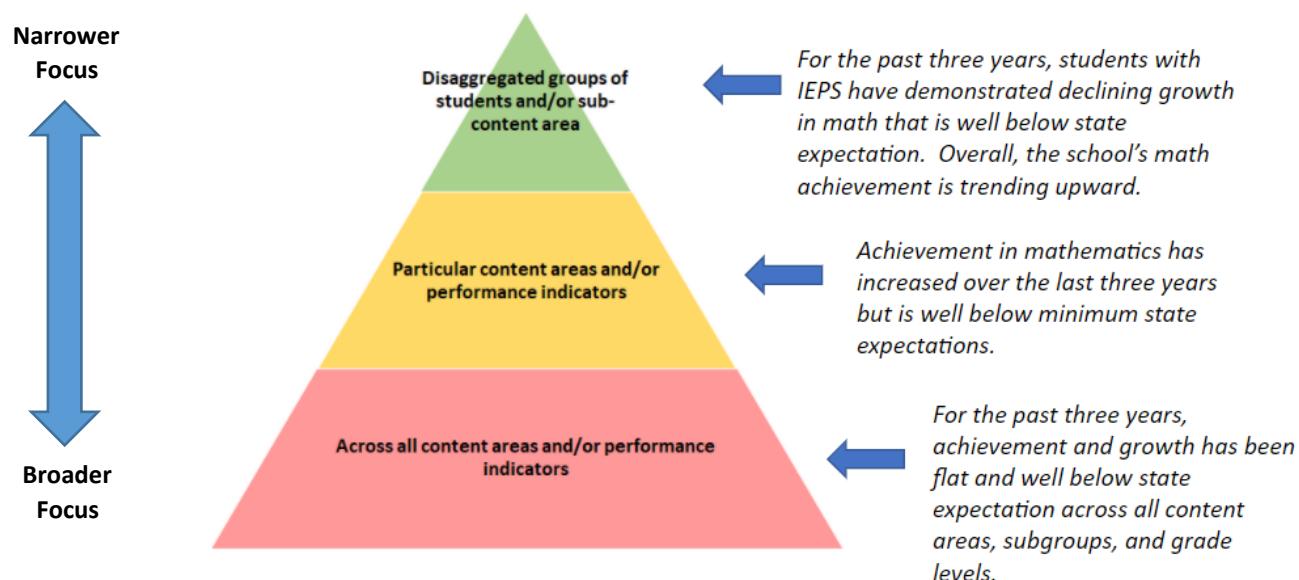 Narrower
Focus
Disaggregated groups of
students and/or sub-
content area
For the past three years, students with
IEPS have demonstrated declining growth
in math that is well below state
expectation.  Overall, the school's math
achievement is trending upward.
Particular content areas and/or
performance indicators
Achievement in mathematics has
increased over the last three years
but is well below minimum state
expectations.
Across all content areas and/or performance
indicators
For the past three years,
achievement and growth has been
flat and well below state
expectation across all content
areas, subgroups, and grade
levels.
Broader
Focus